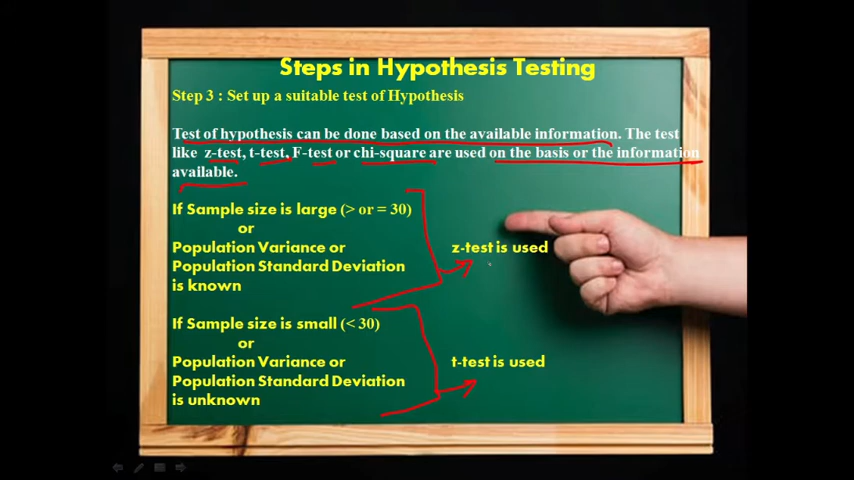 Steps in Hypothesis Testing
Step 3 : Set up a suitable test of Hypothesis
Test of hypothesis can be done based on the available information. The test
like z-test, t-test, F-test or chi-square are used on the basis or the information
available.
If Sample size is large (> or = 30)
or
Population Variance or
Population Standard Deviation
is known
z-test is used
If Sample size is small (< 30)
or
Population Variance or
Population Standard Deviation
is unknown
t-test is used